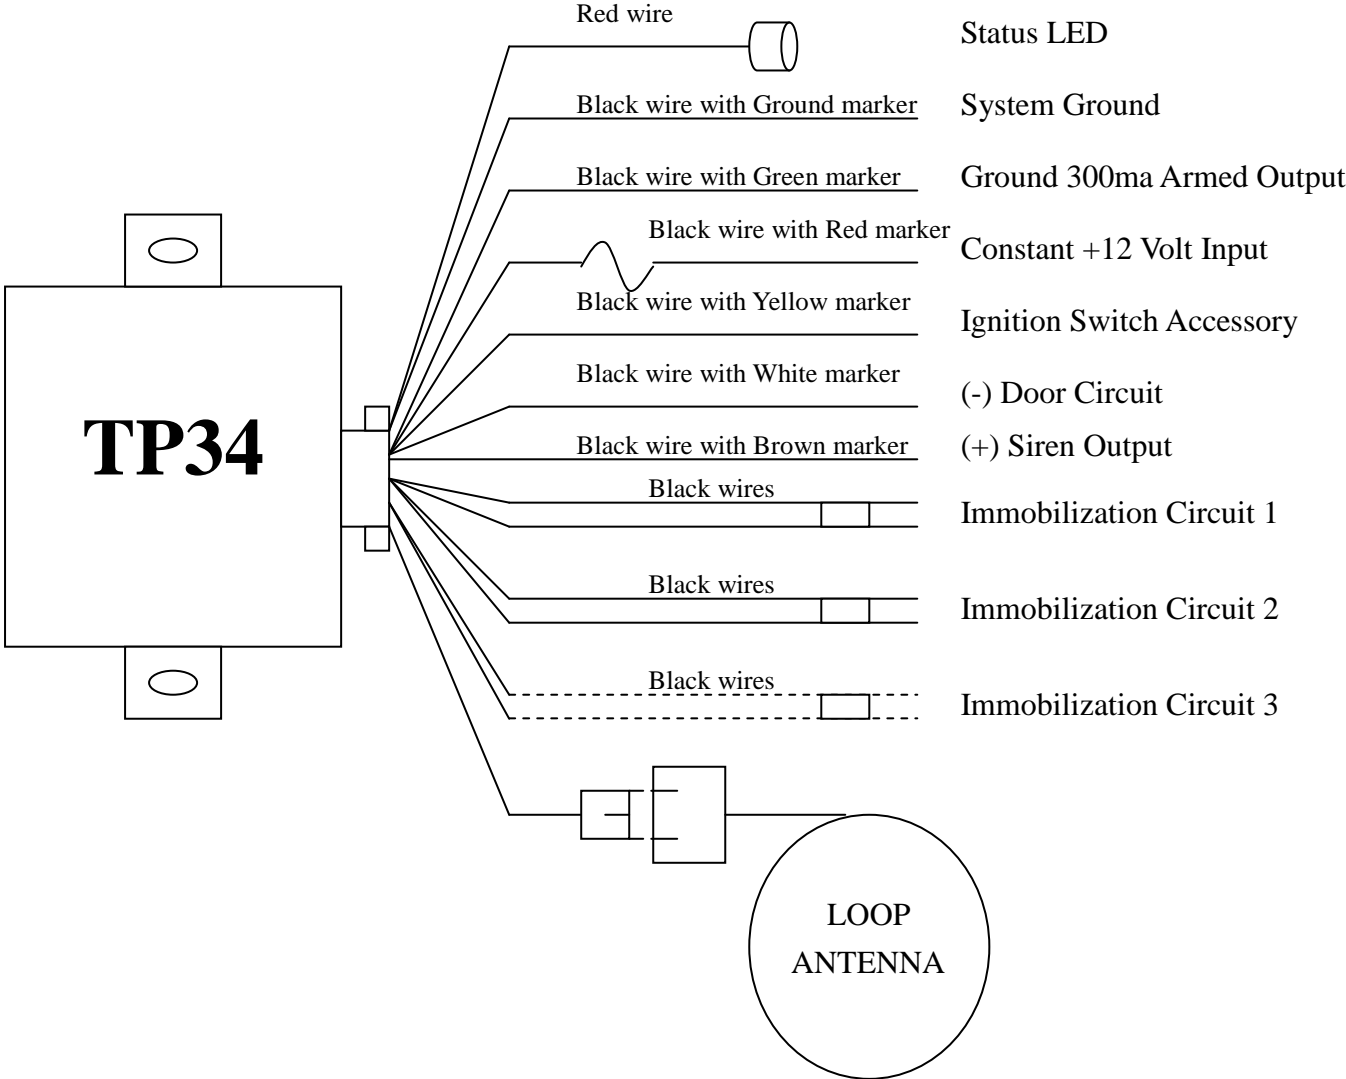 Red wire
Status LED
Black wire with Ground marker
System Ground
Black wire with Green marker
Ground 300ma Armed Output
Black wire with Red marker
Constant +12 Volt Input
Black wire with Yellow marker
Ignition Switch Accessory
Black wire with White marker
(-) Door Circuit
TP34
Black wire with Brown marker
(+) Siren Output
Black wires
Immobilization Circuit 1
Black wires
Immobilization Circuit 2
Black wires
Immobilization Circuit 3
LOOP
ANTENNA